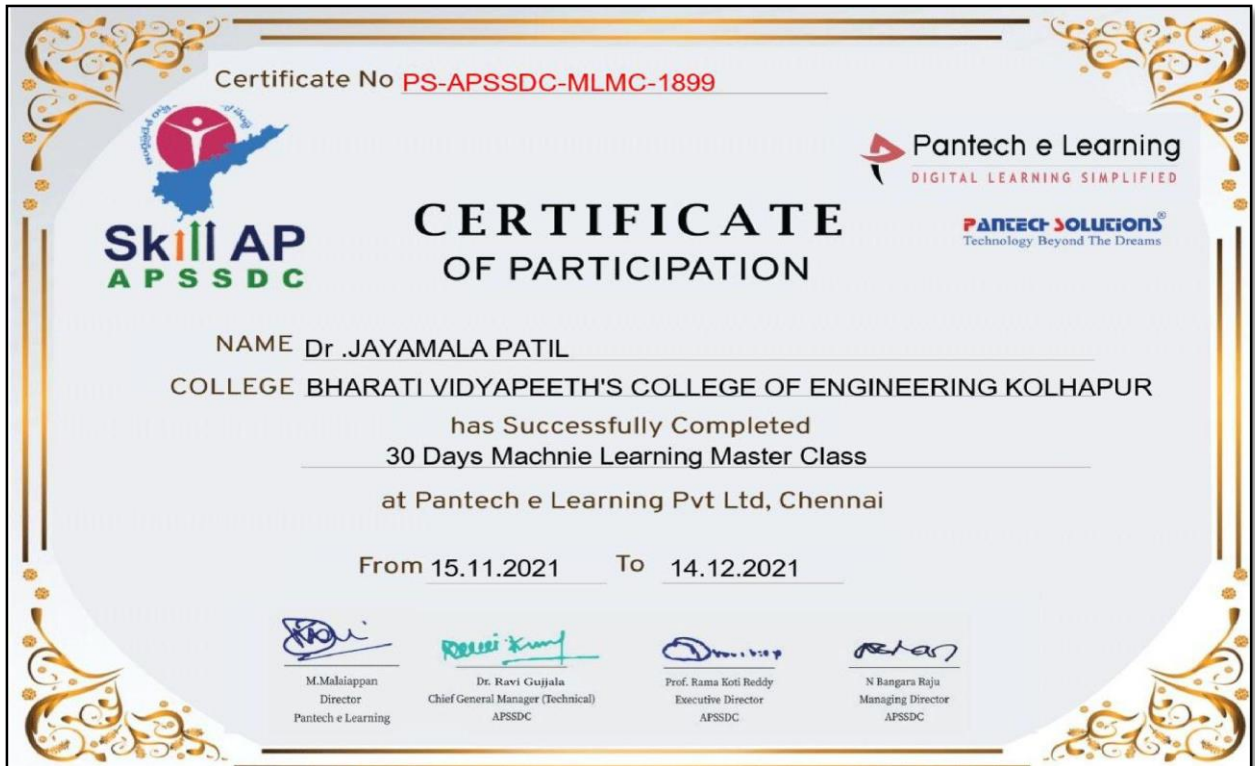 Certificate No PS-APSSDC-MLMC-1899
Skill AP
APSSDC
Pantech e Learning
DIGITAL LEARNING SIMPLIFIED
PANTECH SOLUTIONS®
Technology Beyond The Dreams
CERTIFICATE
OF PARTICIPATION
NAME Dr .JAYAMALA PATIL
COLLEGE BHARATI VIDYAPEETH'S COLLEGE OF ENGINEERING KOLHAPUR
has Successfully Completed
30 Days Machnie Learning Master Class
at Pantech e Learning Pvt Ltd, Chennai
From 15.11.2021 To 14.12.2021
M.Malaiappan
Director
Pantech e Learning
Dr. Ravi Gujjala
Chief General Manager (Technical)
APSSDC
Prof. Rama Koti Reddy
Executive Director
APSSDC
N Bangara Raju
Managing Director
APSSDC